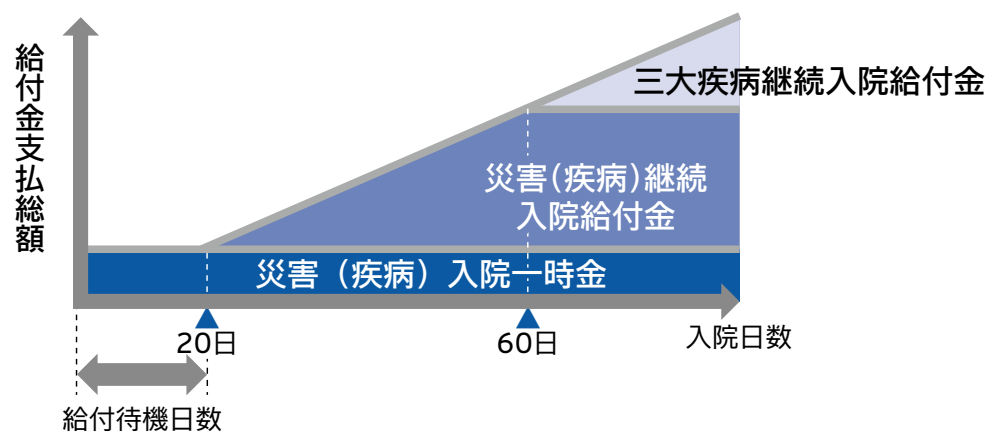 給付金支払総額
三大疾病継続入院給付金
災害(疾病)継続
入院給付金
災害（疾病）入院一時金
20日
60日
入院日数
給付待機日数